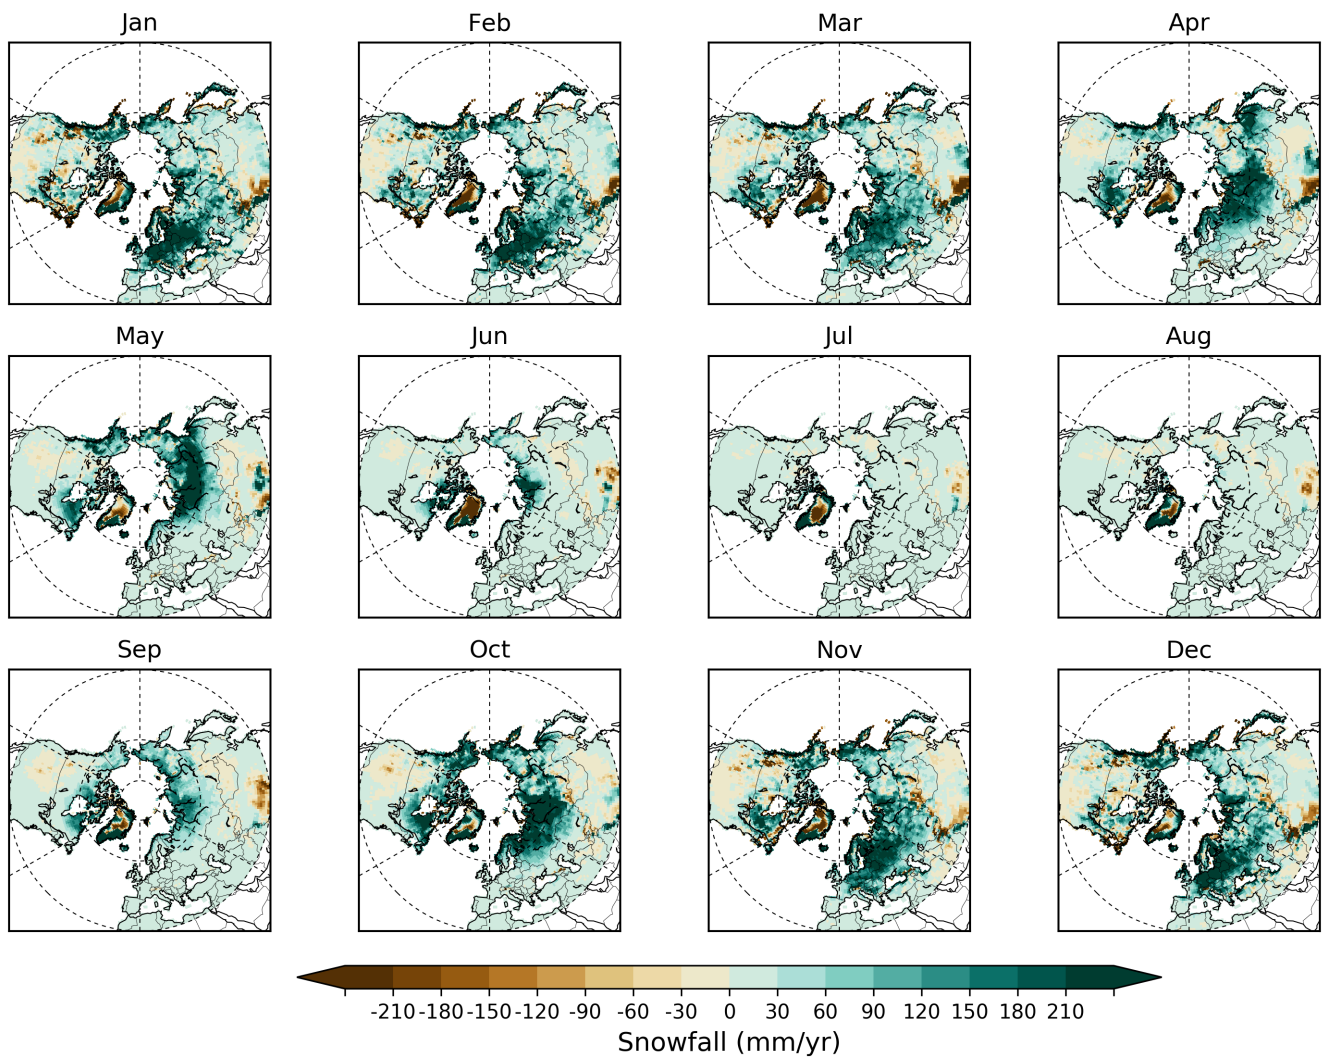 Jan Feb Mar Apr
May Jun Jul Aug
Sep Oct Nov Dec
-210 -180 -150 -120 -90 -60 -30 0 30 60 90 120 150 180 210
Snowfall (mm/yr)